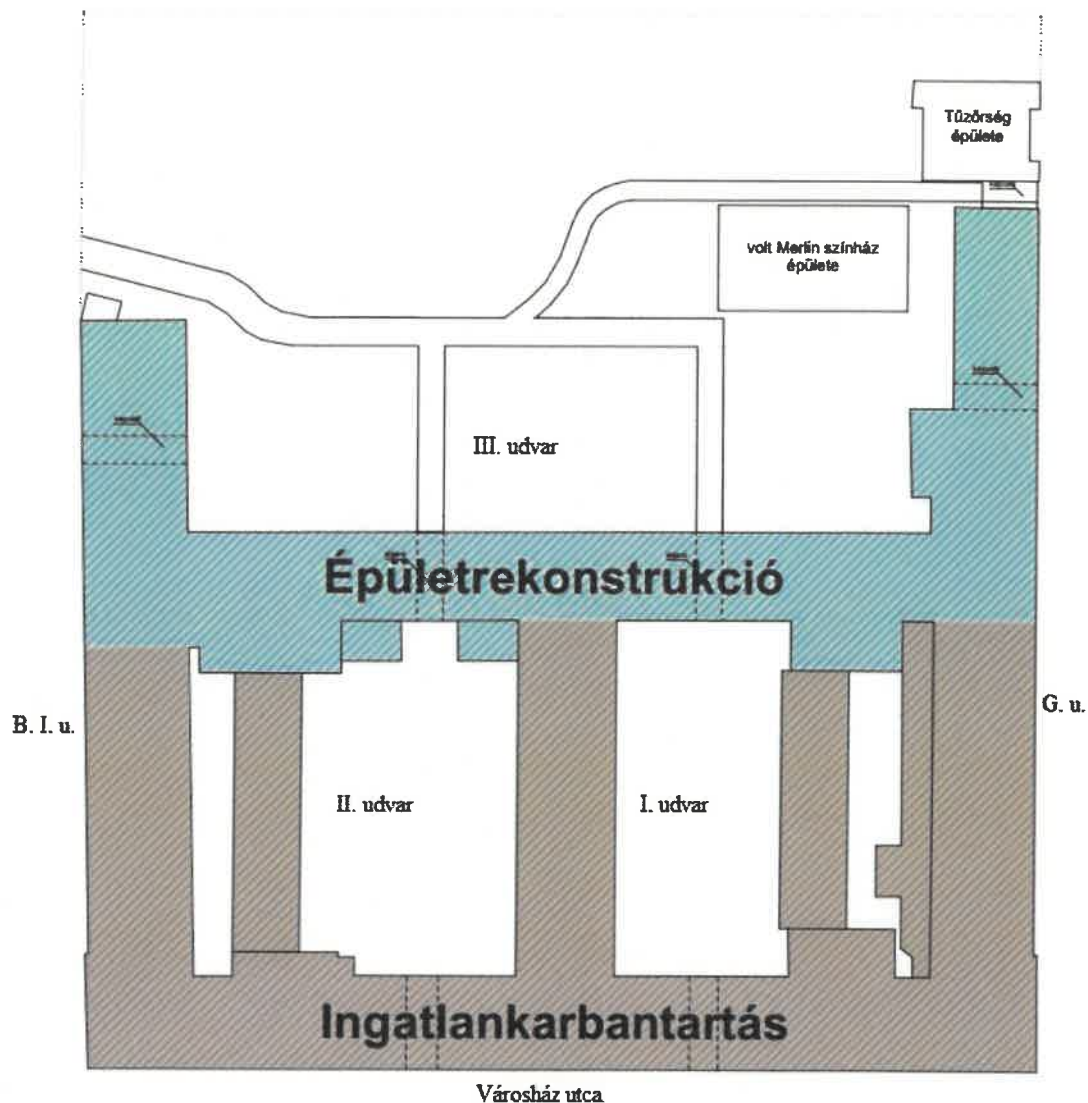 Tűzőrség
épülete
volt Merlin színház
épülete
III. udvar
Épületrekonstrukció
B. I. u.
G. u.
II. udvar
I. udvar
Ingatlankarbantartás
Városház utca